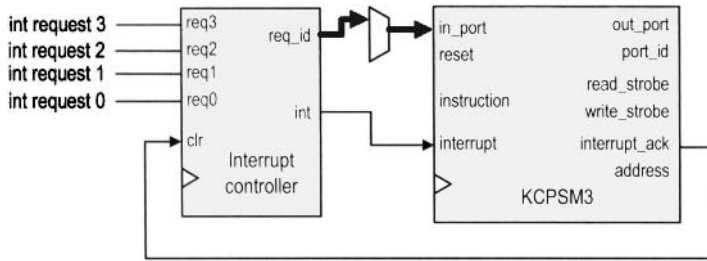 int request 3
int request 2
int request 1
int request 0
req3
req2
req1
req0
clr
req_id
int
Interrupt
controller
in_port
reset
instruction
interrupt
out_port
port_id
read_strobe
write_strobe
interrupt_ack
address
KCPSM3